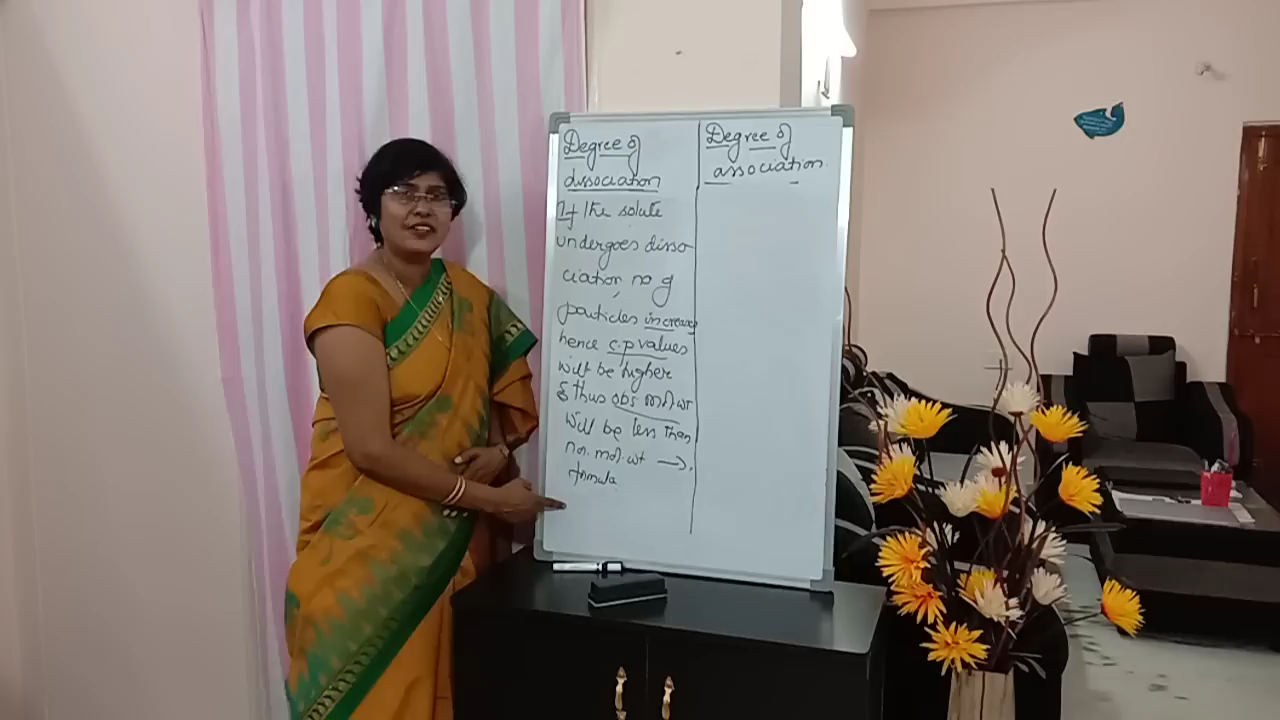 Degree of
dissociation
If the solute
undergoes disso
ciation, no of
particles increases
hence c.p values
will be higher
& thus obs mol wt
will be less than
nor. mol. wt →
formula
Degree of
association.